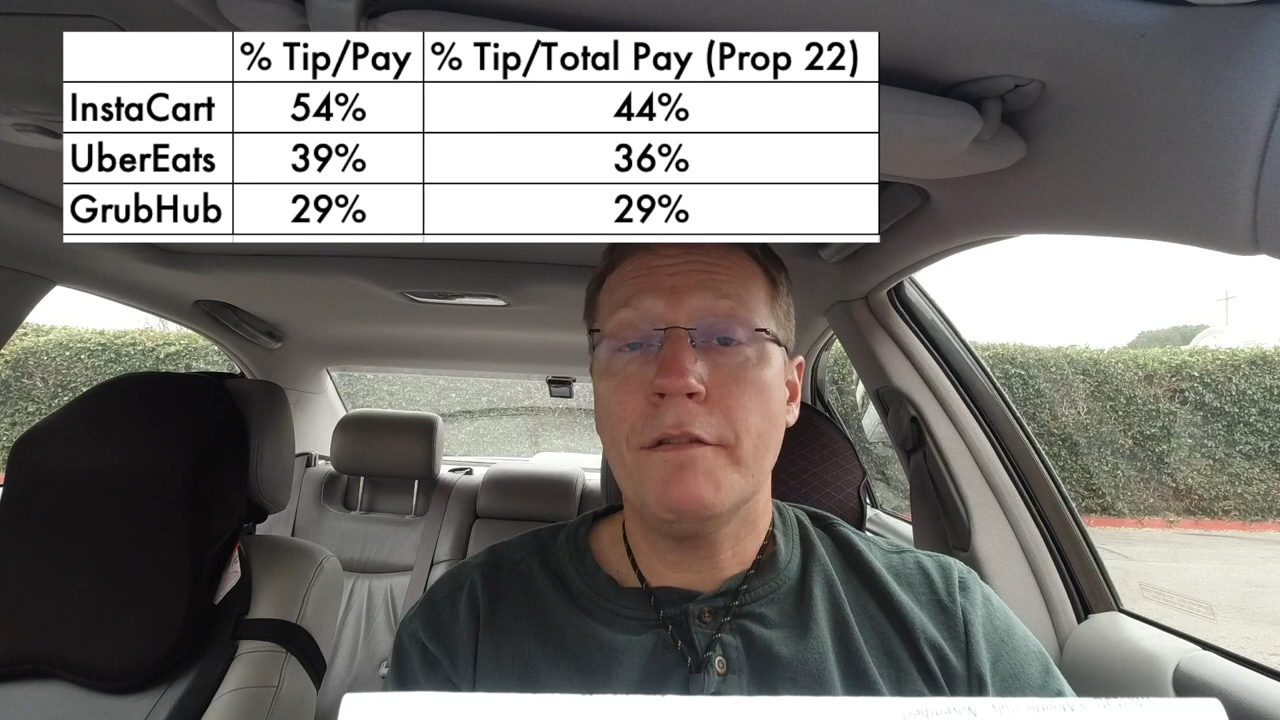 % Tip/Pay % Tip/Total Pay (Prop 22)
InstaCart 54% 44%
UberEats 39% 36%
GrubHub 29% 29%